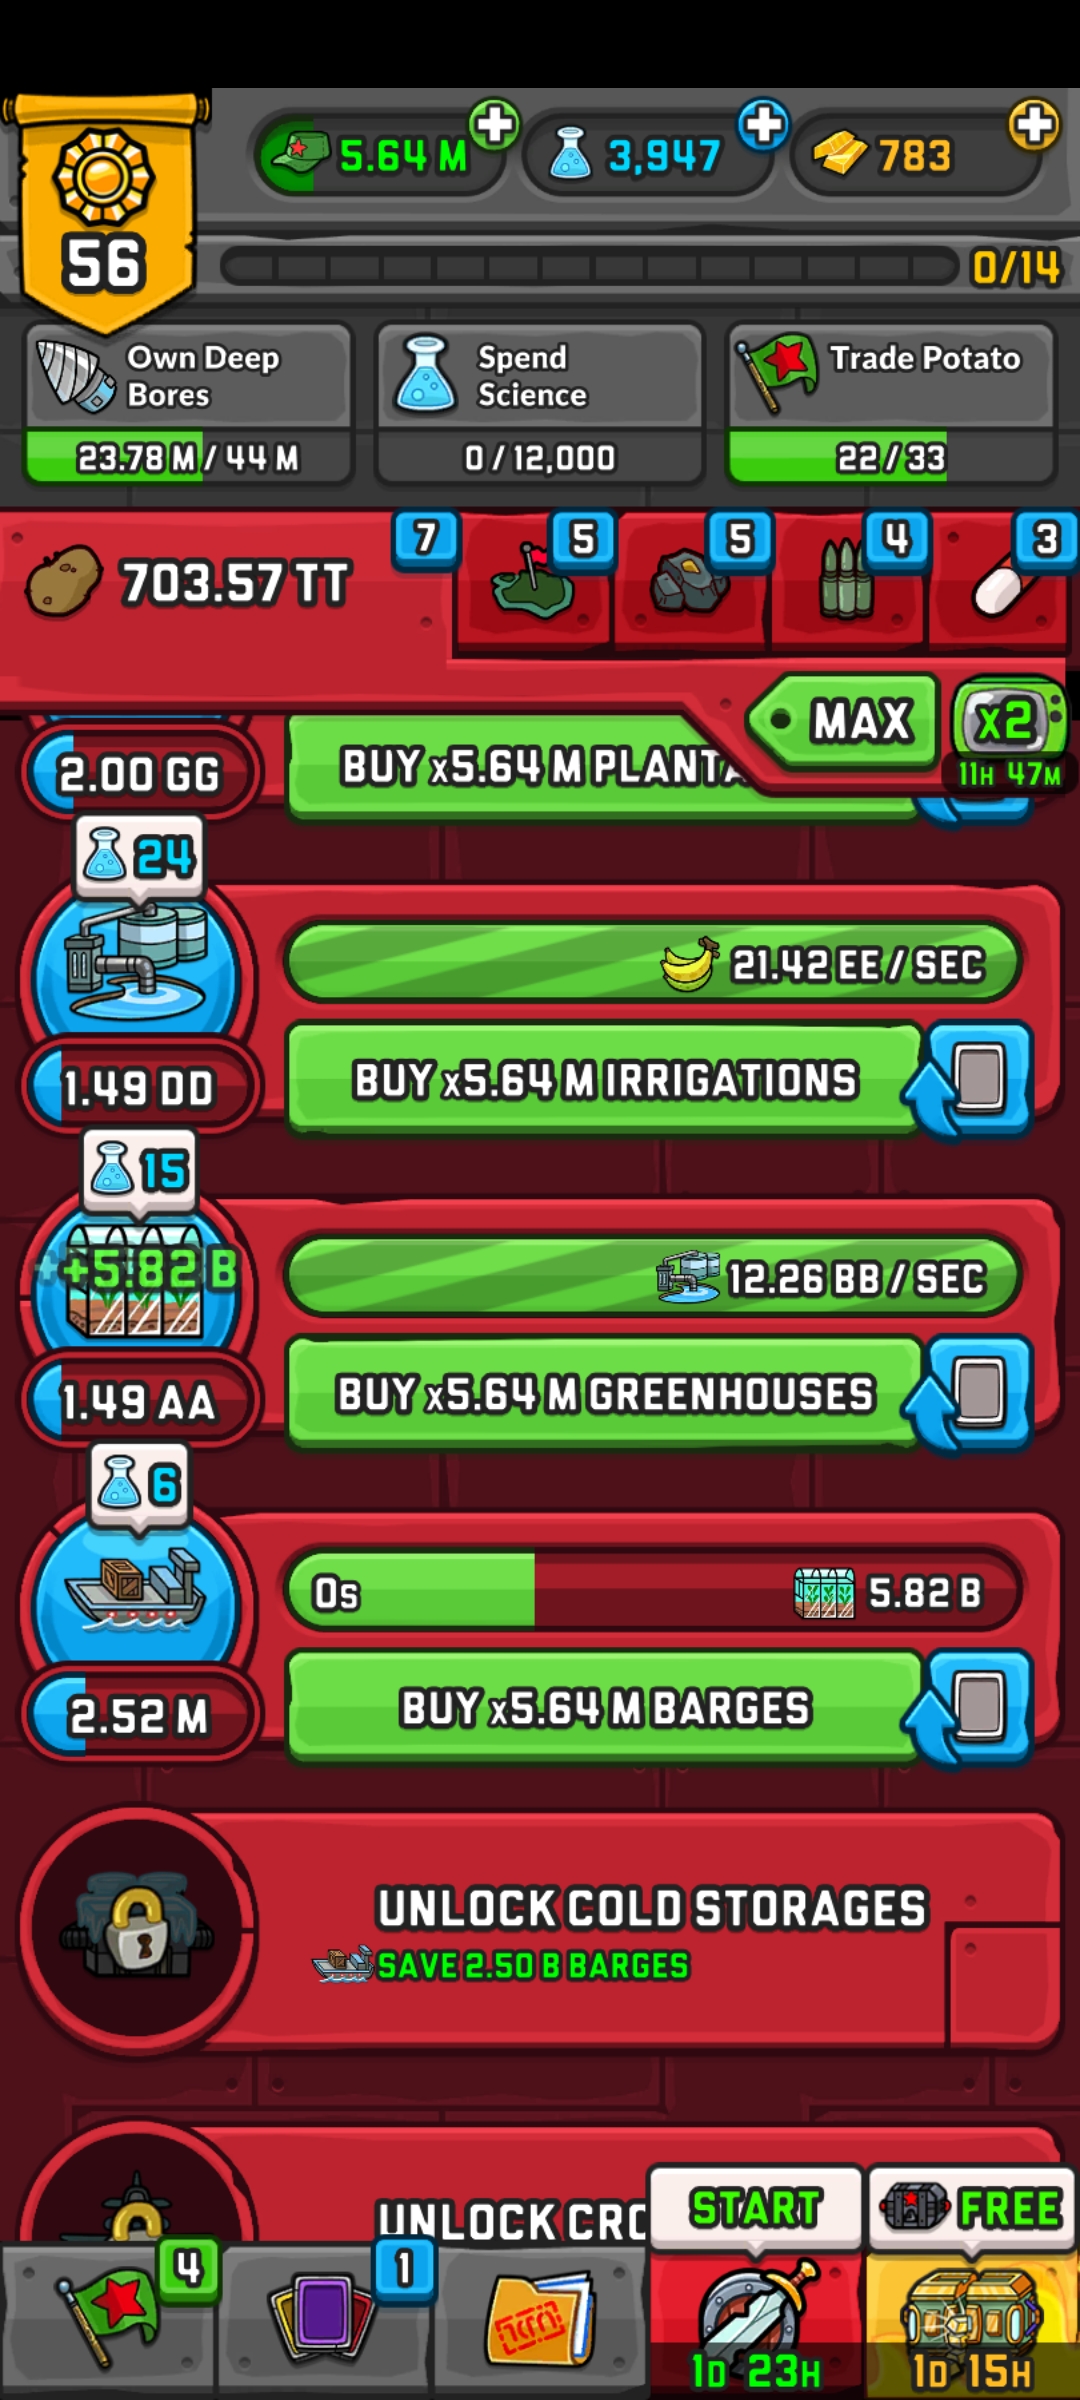 56
5.64 M
3,947
783
0/14
Own Deep
Bores
23.78 M / 44 M
Spend
Science
0 / 12,000
Trade Potato
22 / 33
703.57 TT
7
5
5
4
3
MAX
x2
11H 47M
2.00 GG
BUY x5.64 M
24
21.42 EE / SEC
1.49 DD
BUY x5.64 M IRRIGATIONS
15
+5.82 B
12.26 BB / SEC
1.49 AA
BUY x5.64 M GREENHOUSES
6
0s
5.82 B
2.52 M
BUY x5.64 M BARGES
UNLOCK COLD STORAGES
SAVE 2.50 B BARGES
UNLOCK
START
FREE
4
1
1D 23H
1D 15H